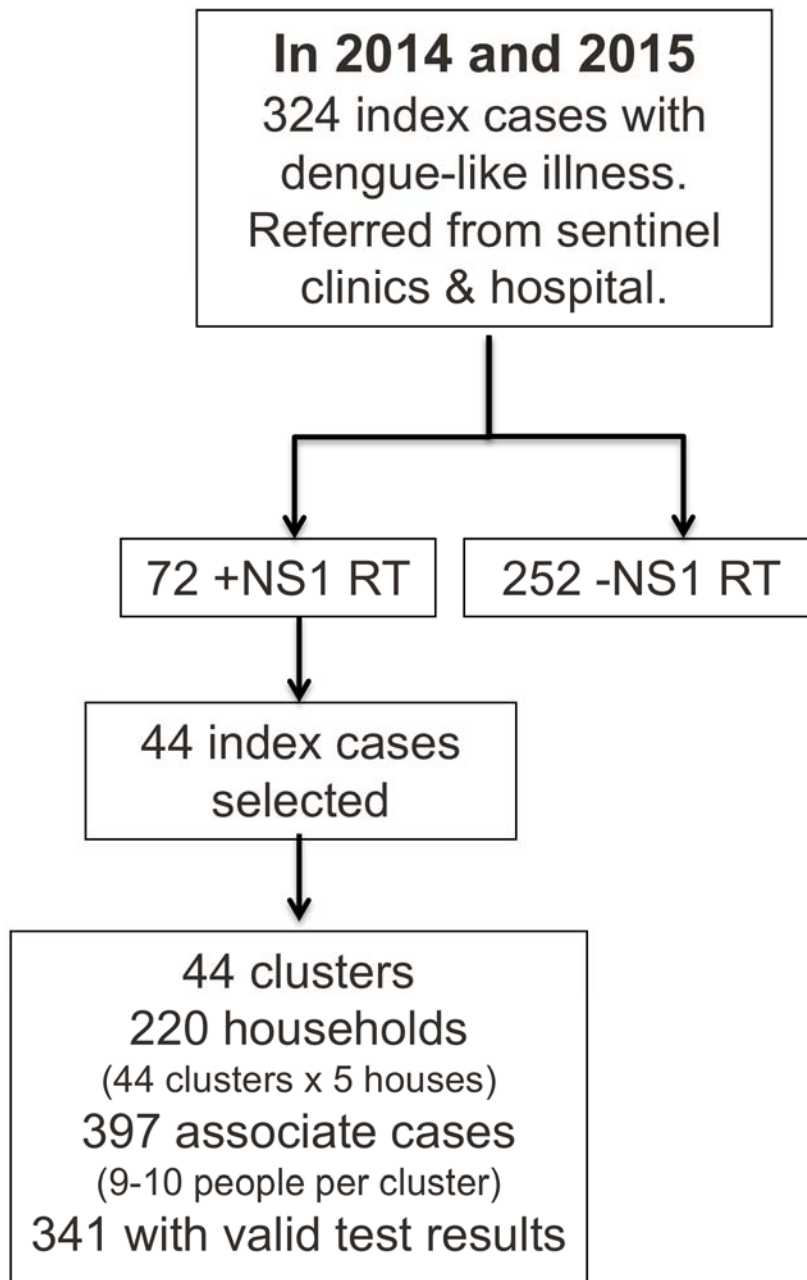 In 2014 and 2015
324 index cases with
dengue-like illness.
Referred from sentinel
clinics & hospital.
72 +NS1 RT
252 -NS1 RT
44 index cases
selected
44 clusters
220 households
(44 clusters x 5 houses)
397 associate cases
(9-10 people per cluster)
341 with valid test results